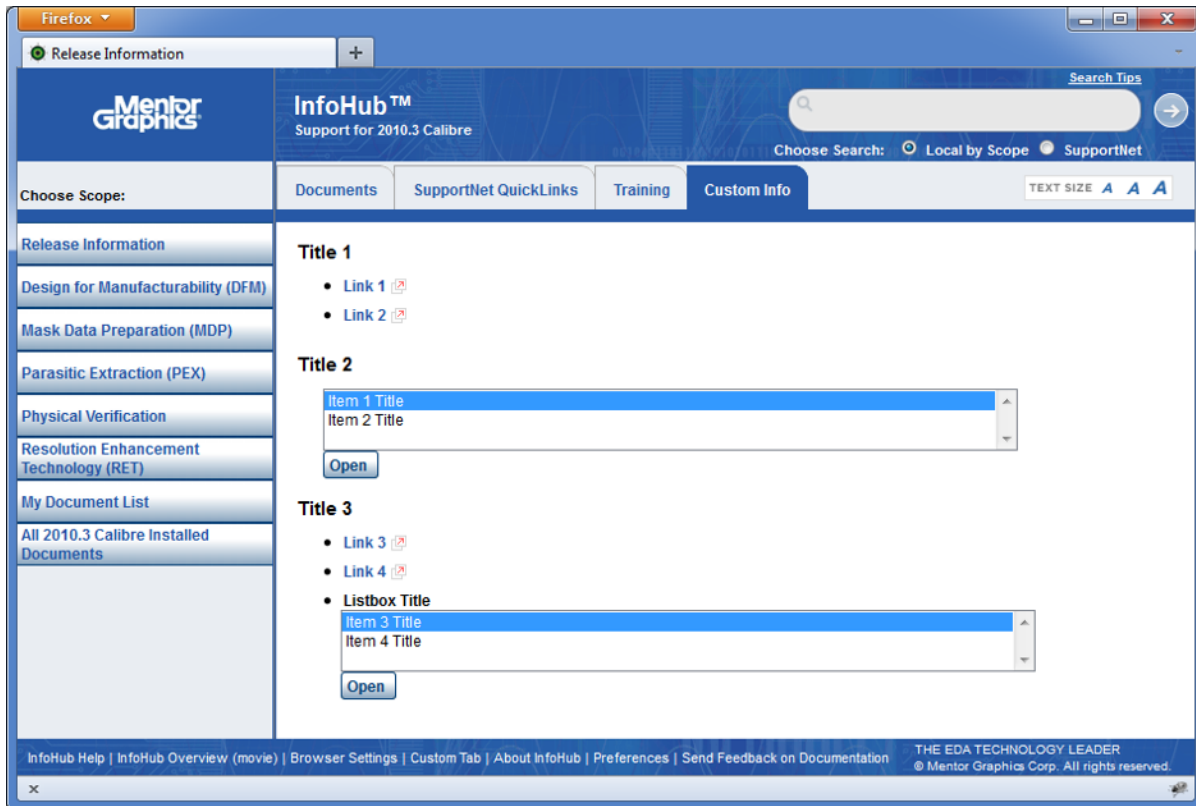 Firefox
Release Information
Mentor
Graphics
InfoHub™
Support for 2010.3 Calibre
Search Tips
Choose Search: Local by Scope SupportNet
Choose Scope:
Documents SupportNet QuickLinks Training Custom Info
TEXT SIZE A A A
Release Information
Design for Manufacturability (DFM)
Mask Data Preparation (MDP)
Parasitic Extraction (PEX)
Physical Verification
Resolution Enhancement
Technology (RET)
My Document List
All 2010.3 Calibre Installed
Documents
Title 1
• Link 1
• Link 2
Title 2
Item 1 Title
Item 2 Title
Open
Title 3
• Link 3
• Link 4
• Listbox Title
Item 3 Title
Item 4 Title
Open
InfoHub Help | InfoHub Overview (movie) | Browser Settings | Custom Tab | About InfoHub | Preferences | Send Feedback on Documentation
THE EDA TECHNOLOGY LEADER
© Mentor Graphics Corp. All rights reserved.